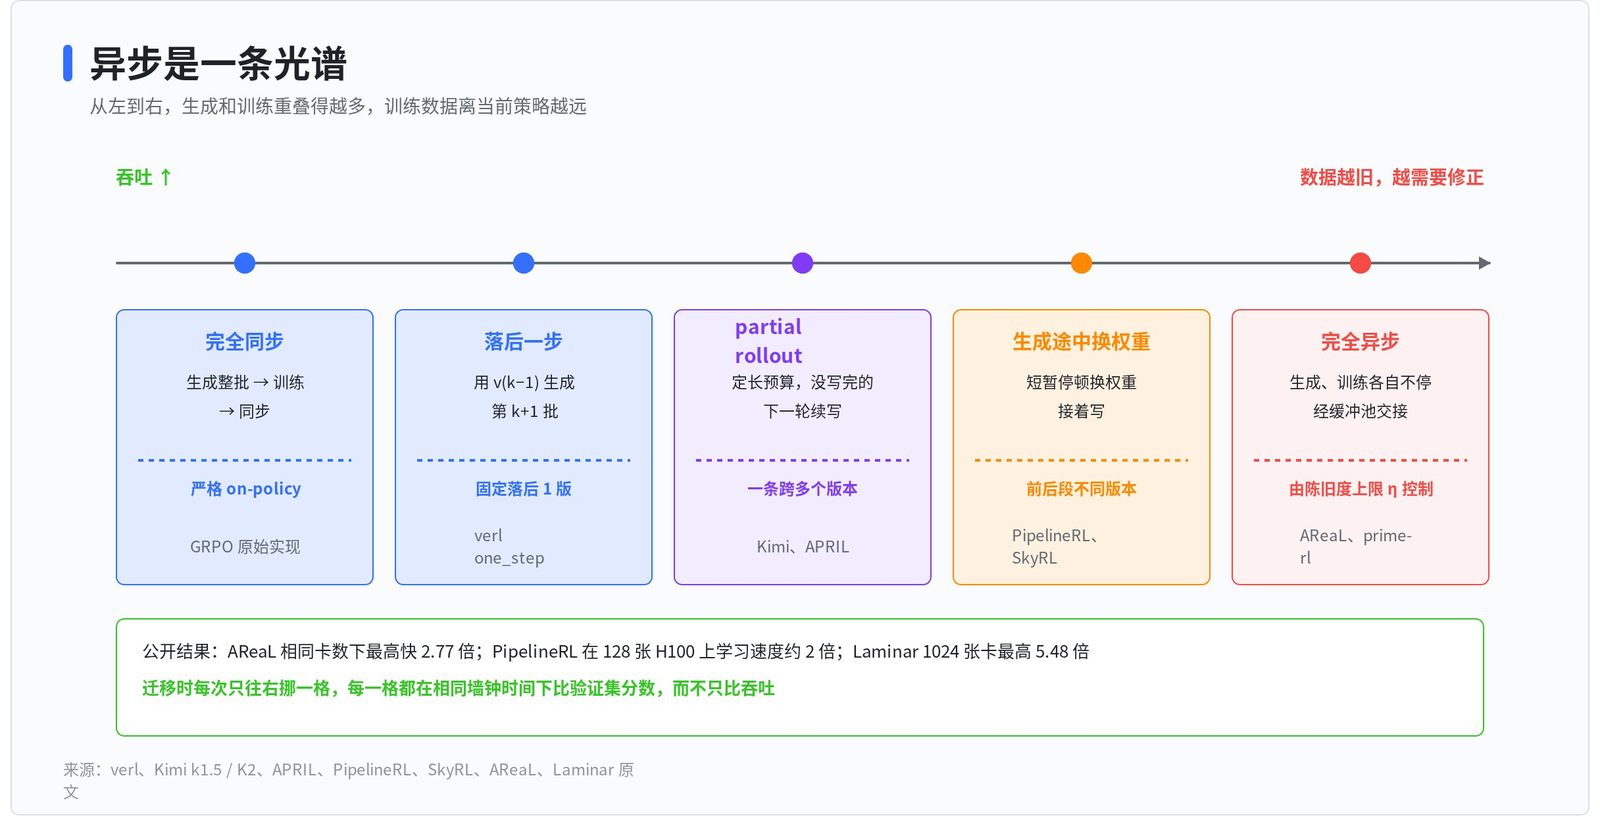 异步是一条光谱
从左到右，生成和训练重叠得越多，训练数据离当前策略越远
吞吐 ↑
数据越旧，越需要修正
完全同步
生成整批 → 训练
→ 同步
严格 on-policy
GRPO 原始实现
落后一步
用 v(k−1) 生成
第 k+1 批
固定落后 1 版
verl
one_step
partial
rollout
定长预算，没写完的
下一轮续写
一条跨多个版本
Kimi、APRIL
生成途中换权重
短暂停顿换权重
接着写
前后段不同版本
PipelineRL、
SkyRL
完全异步
生成、训练各自不停
经缓冲池交接
由陈旧度上限 η 控制
AReaL、prime-
rl
公开结果：AReaL 相同卡数下最高快 2.77 倍；PipelineRL 在 128 张 H100 上学习速度约 2 倍；Laminar 1024 张卡最高 5.48 倍
迁移时每次只往右挪一格，每一格都在相同墙钟时间下比验证集分数，而不只比吞吐
来源：verl、Kimi k1.5 / K2、APRIL、PipelineRL、SkyRL、AReaL、Laminar 原
文